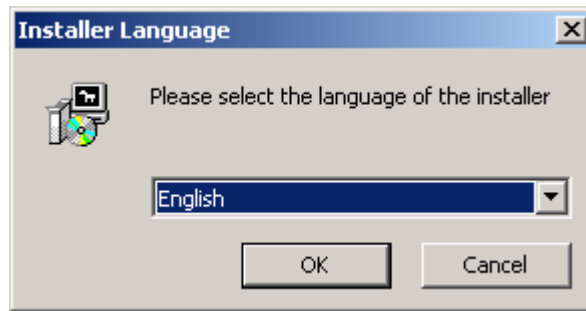 Installer Language
Please select the language of the installer
English
OK
Cancel